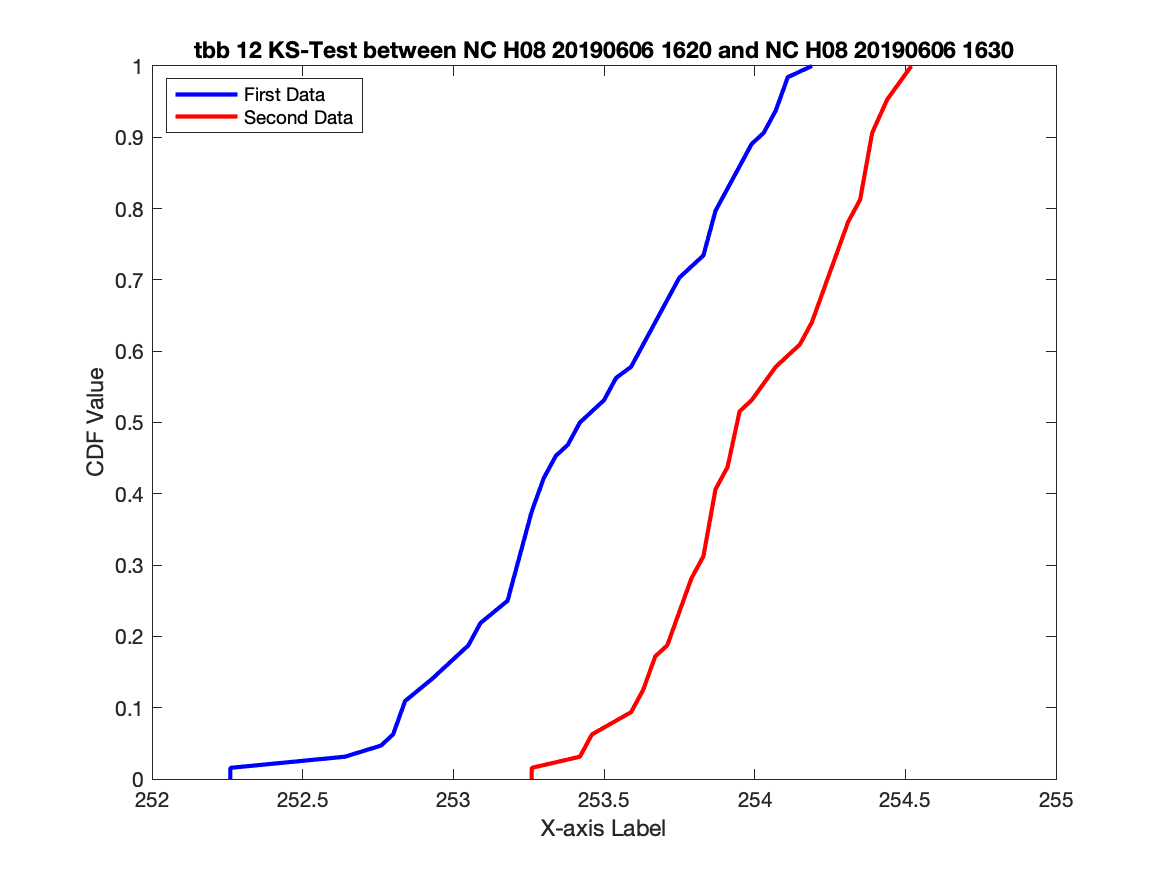 tbb 12 KS-Test between NC H08 20190606 1620 and NC H08 20190606 1630
First Data
Second Data
1
0.9
0.8
0.7
0.6
0.5
0.4
0.3
0.2
0.1
0
CDF Value
252 252.5 253 253.5 254 254.5 255
X-axis Label